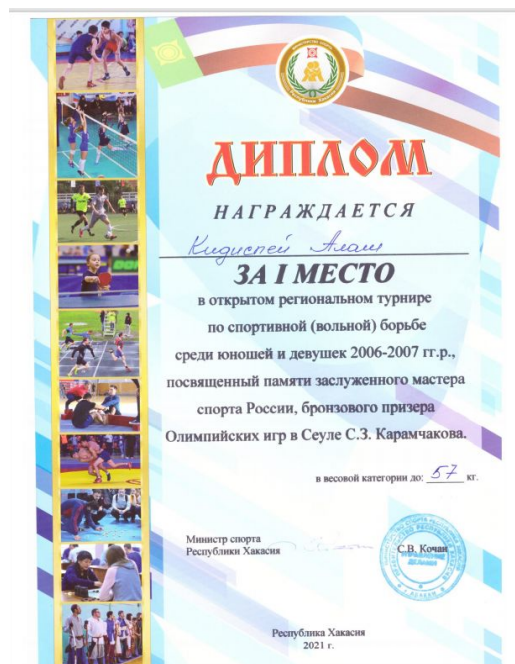 ДИПЛОМ
НАГРАЖДАЕТСЯ
Кидиспей Алаш
ЗА I МЕСТО
в открытом региональном турнире
по спортивной (вольной) борьбе
среди юношей и девушек 2006-2007 гг.р.,
посвященный памяти заслуженного мастера
спорта России, бронзового призера
Олимпийских игр в Сеуле С.З. Карамчакова.
в весовой категории до: 57 кг.
Министр спорта
Республики Хакасия
С.В. Кочан
Республика Хакасия
2021 г.